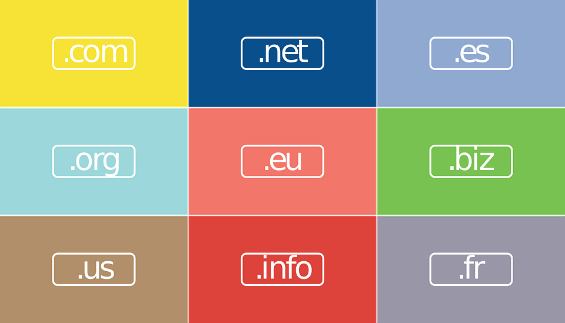 .com
.net
.es
.org
.eu
.biz
.us
.info
.fr